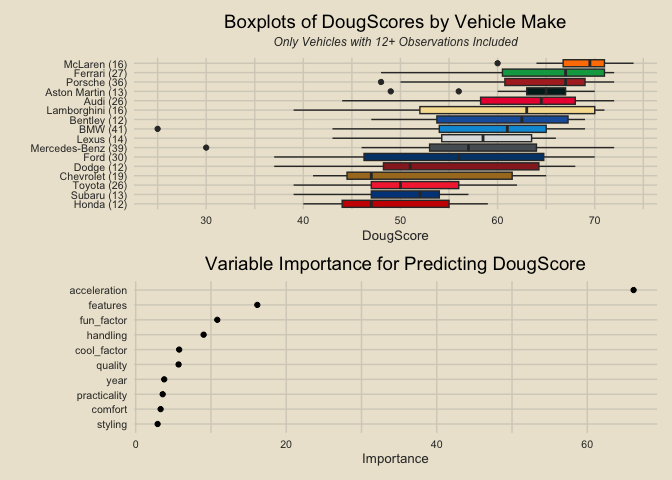 Boxplots of DougScores by Vehicle Make
Only Vehicles with 12+ Observations Included
McLaren (16)
Ferrari (27)
Porsche (36)
Aston Martin (13)
Audi (26)
Lamborghini (16)
Bentley (12)
BMW (41)
Lexus (14)
Mercedes-Benz (39)
Ford (30)
Dodge (12)
Chevrolet (19)
Toyota (26)
Subaru (13)
Honda (12)
30 40 50 60 70
DougScore
Variable Importance for Predicting DougScore
acceleration
features
fun_factor
handling
cool_factor
quality
year
practicality
comfort
styling
0 20 40 60
Importance